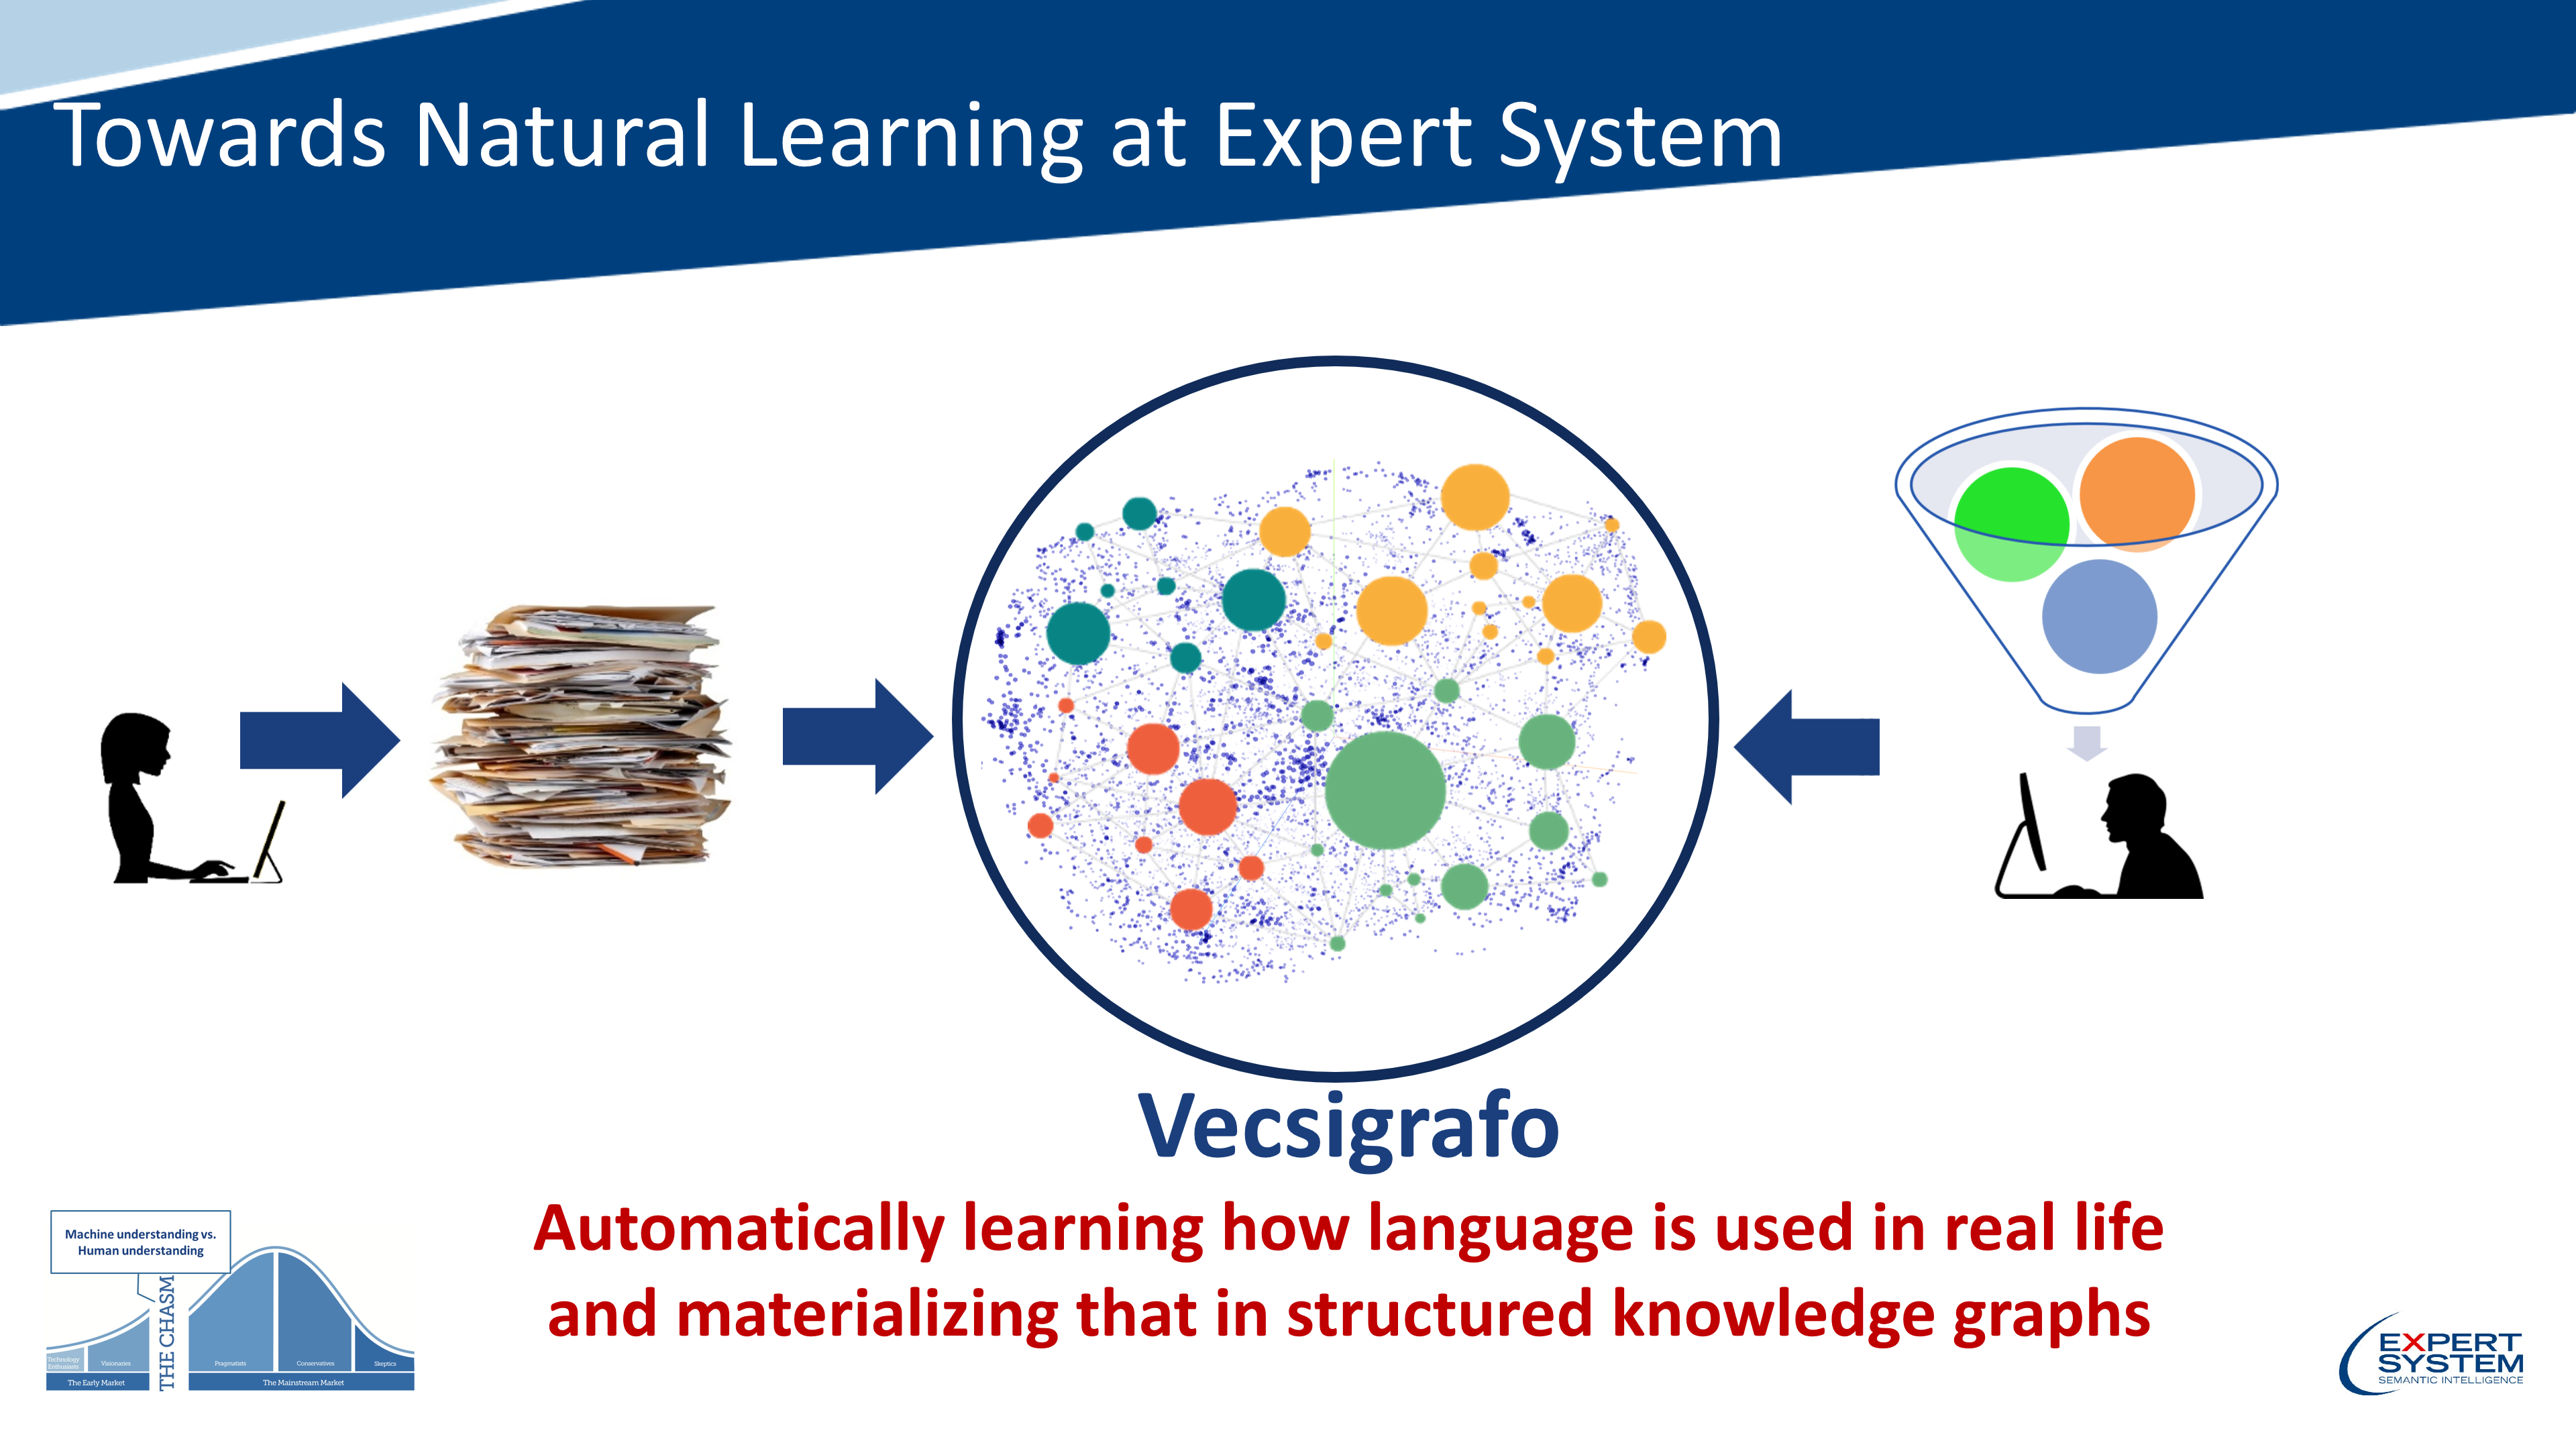 Towards Natural Learning at Expert System
Vecsigrafo
Automatically learning how language is used in real life
and materializing that in structured knowledge graphs
Machine understanding vs.
Human understanding
THE CHASM
Technology
Enthusiasts
Visionaries
Pragmatists
Conservatives
Skeptics
The Early Market
The Mainstream Market
EXPERT
SYSTEM
SEMANTIC INTELLIGENCE